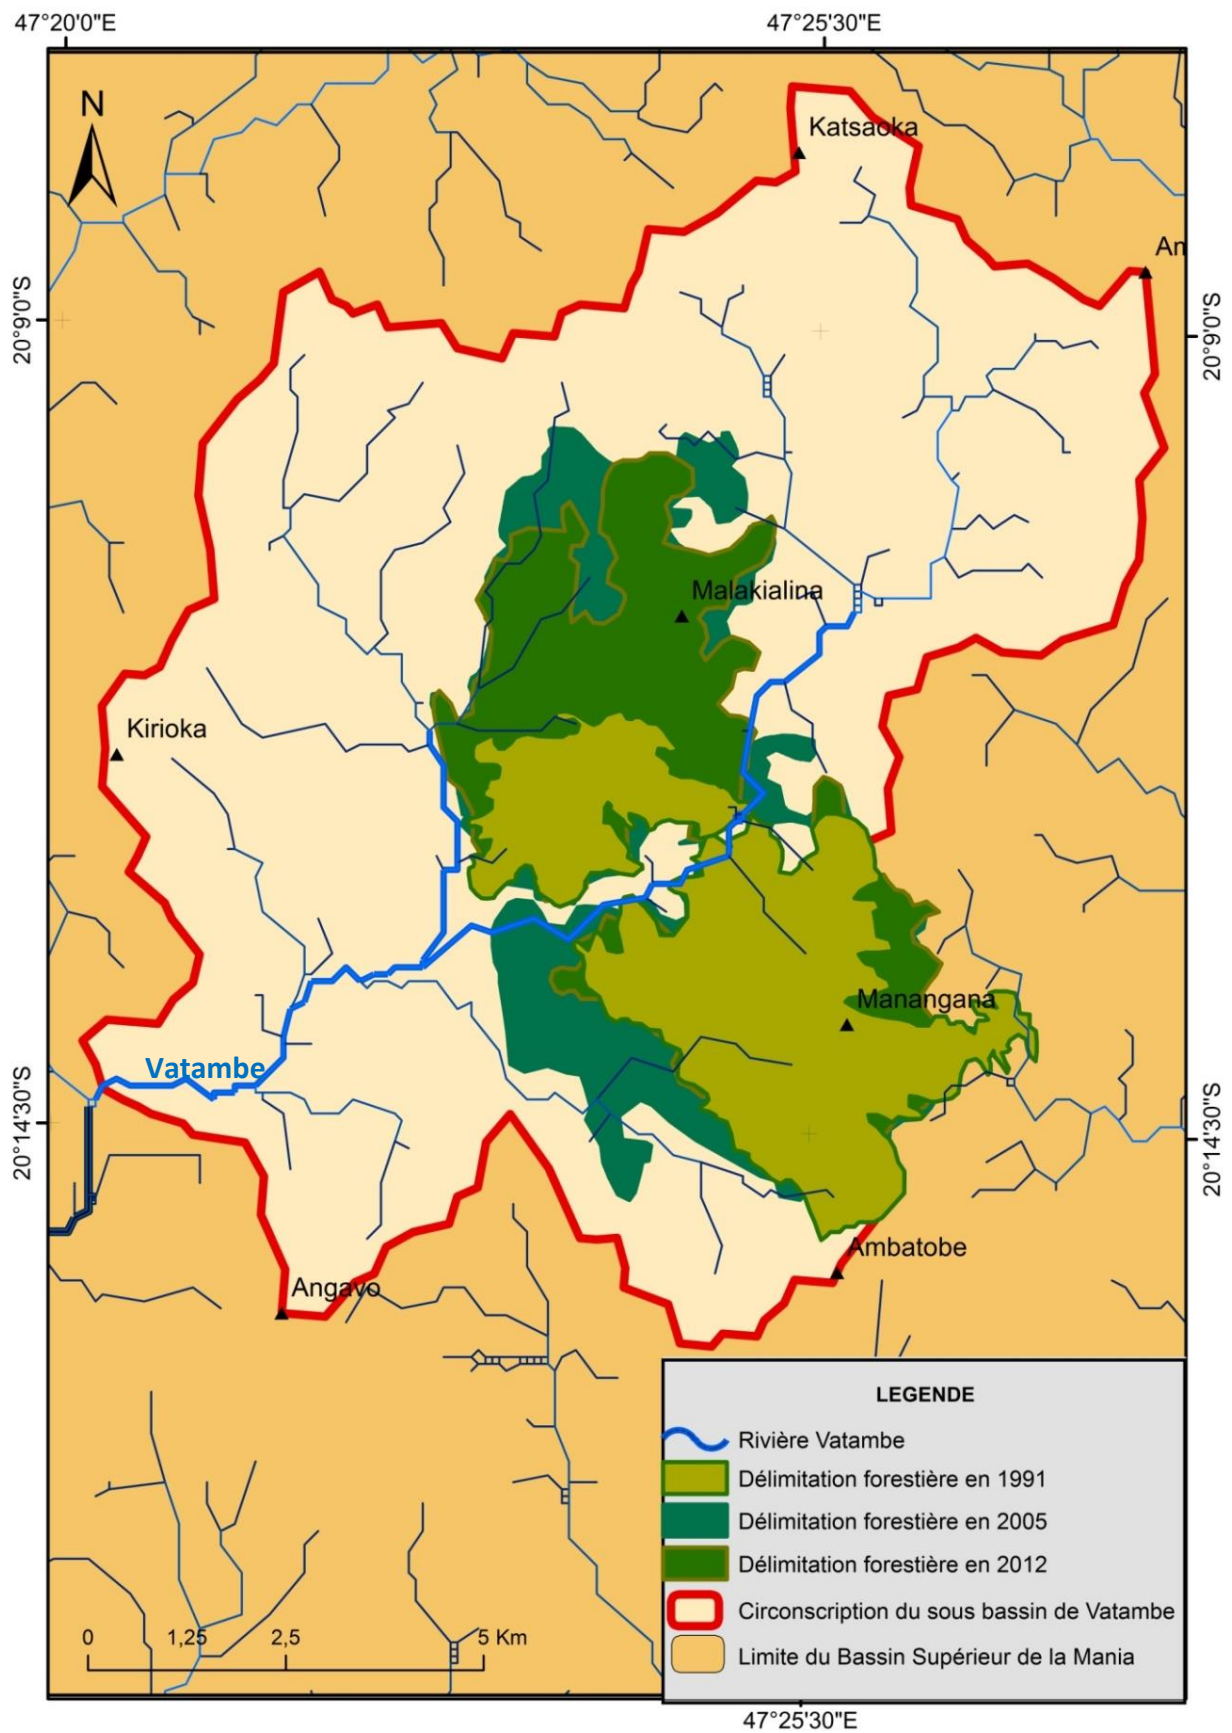 47°20'0"E
47°25'30"E
N
Katsaoka
An
20°9'0"S
20°9'0"S
Malakialina
Kirioka
Manangana
Vatambe
20°14'30"S
20°14'30"S
Ambatobe
Angavo
LEGENDE
Rivière Vatambe
Délimitation forestière en 1991
Délimitation forestière en 2005
Délimitation forestière en 2012
Circonscription du sous bassin de Vatambe
Limite du Bassin Supérieur de la Mania
0 1,25 2,5 5 Km
47°25'30"E